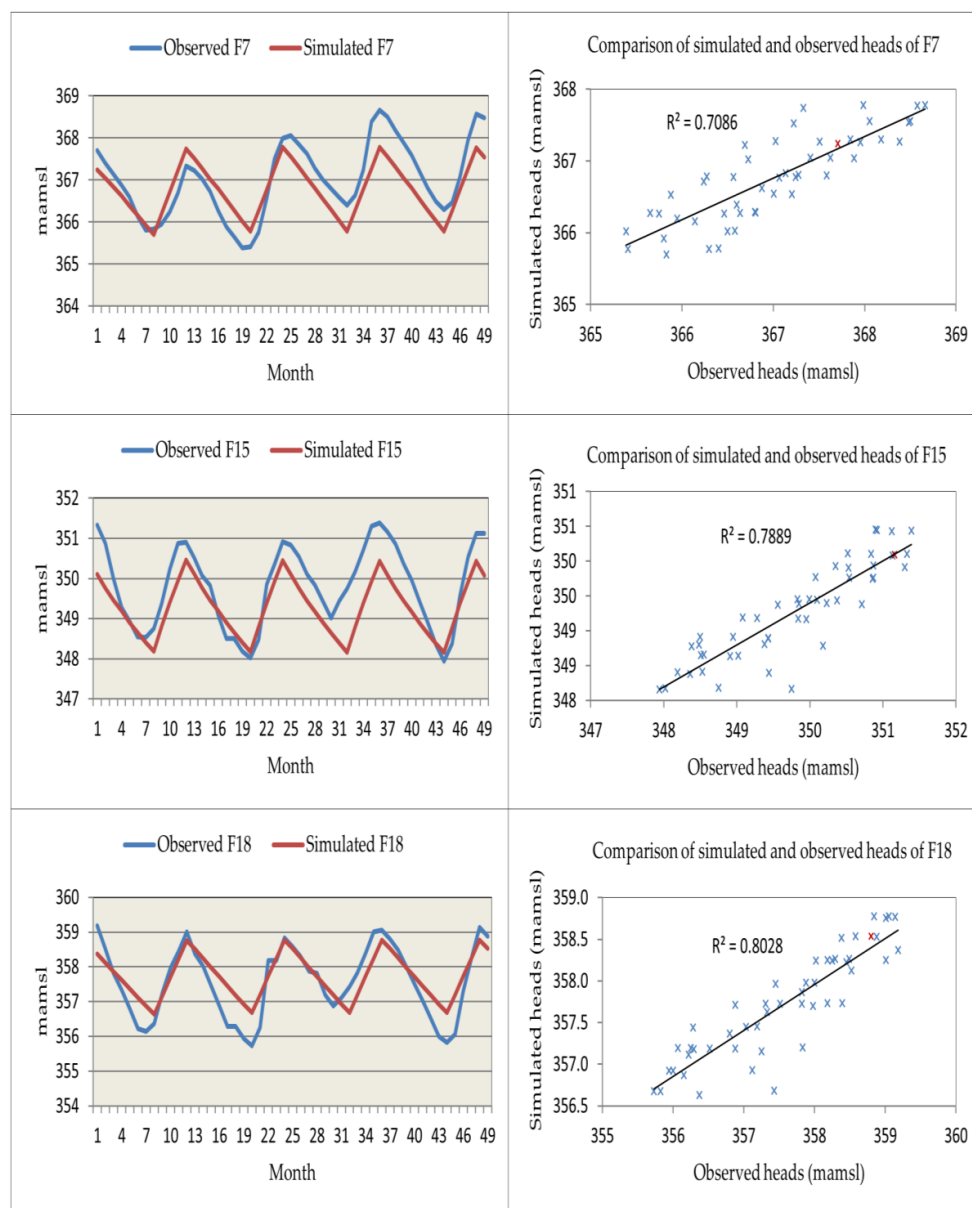 Observed F7 Simulated F7
mamsl
369
368
367
366
365
364
1 4 7 10 13 16 19 22 25 28 31 34 37 40 43 46 49
Month
Comparison of simulated and observed heads of F7
Simulated heads (mamsl)
368
367
366
365
R² = 0.7086
365 366 367 368 369
Observed heads (mamsl)
Observed F15 Simulated F15
mamsl
352
351
350
349
348
347
1 4 7 10 13 16 19 22 25 28 31 34 37 40 43 46 49
Month
Comparison of simulated and observed heads of F15
Simulated heads (mamsl)
351
351
350
350
349
349
348
R² = 0.7889
347 348 349 350 351 352
Observed heads (mamsl)
Observed F18 Simulated F18
mamsl
360
359
358
357
356
355
354
1 4 7 10 13 16 19 22 25 28 31 34 37 40 43 46 49
Month
Comparison of simulated and observed heads of F18
Simulated heads (mamsl)
359.0
358.5
358.0
357.5
357.0
356.5
R² = 0.8028
355 356 357 358 359 360
Observed heads (mamsl)